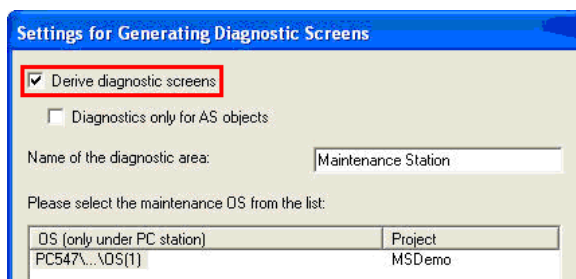 Settings for Generating Diagnostic Screens
Derive diagnostic screens
Diagnostics only for AS objects
Name of the diagnostic area: Maintenance Station
Please select the maintenance OS from the list:
OS (only under PC station) Project
PC547\...\OS(1) MSDemo